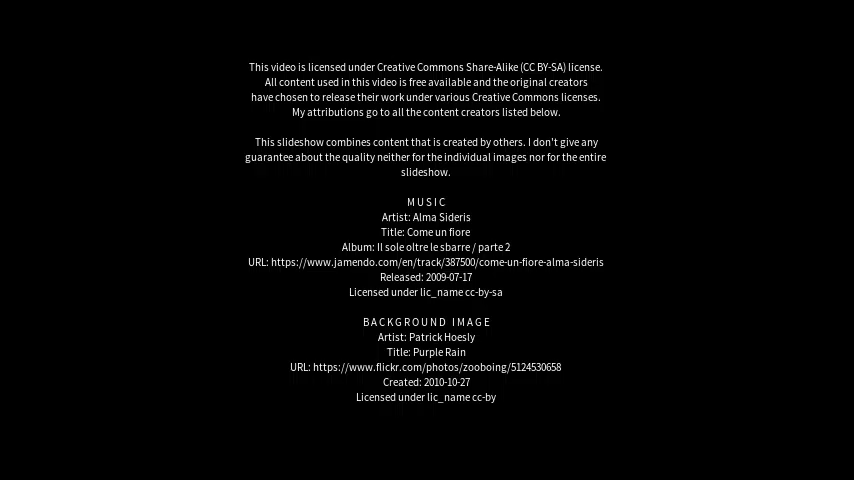 This video is licensed under Creative Commons Share-Alike (CC BY-SA) license.
All content used in this video is free available and the original creators
have chosen to release their work under various Creative Commons licenses.
My attributions go to all the content creators listed below.
This slideshow combines content that is created by others. I don't give any
guarantee about the quality neither for the individual images nor for the entire
slideshow.
MUSIC
Artist: Alma Sideris
Title: Come un fiore
Album: Il sole oltre le sbarre / parte 2
URL: https://www.jamendo.com/en/track/387500/come-un-fiore-alma-sideris
Released: 2009-07-17
Licensed under lic_name cc-by-sa
BACKGROUND IMAGE
Artist: Patrick Hoesly
Title: Purple Rain
URL: https://www.flickr.com/photos/zooboing/5124530658
Created: 2010-10-27
Licensed under lic_name cc-by